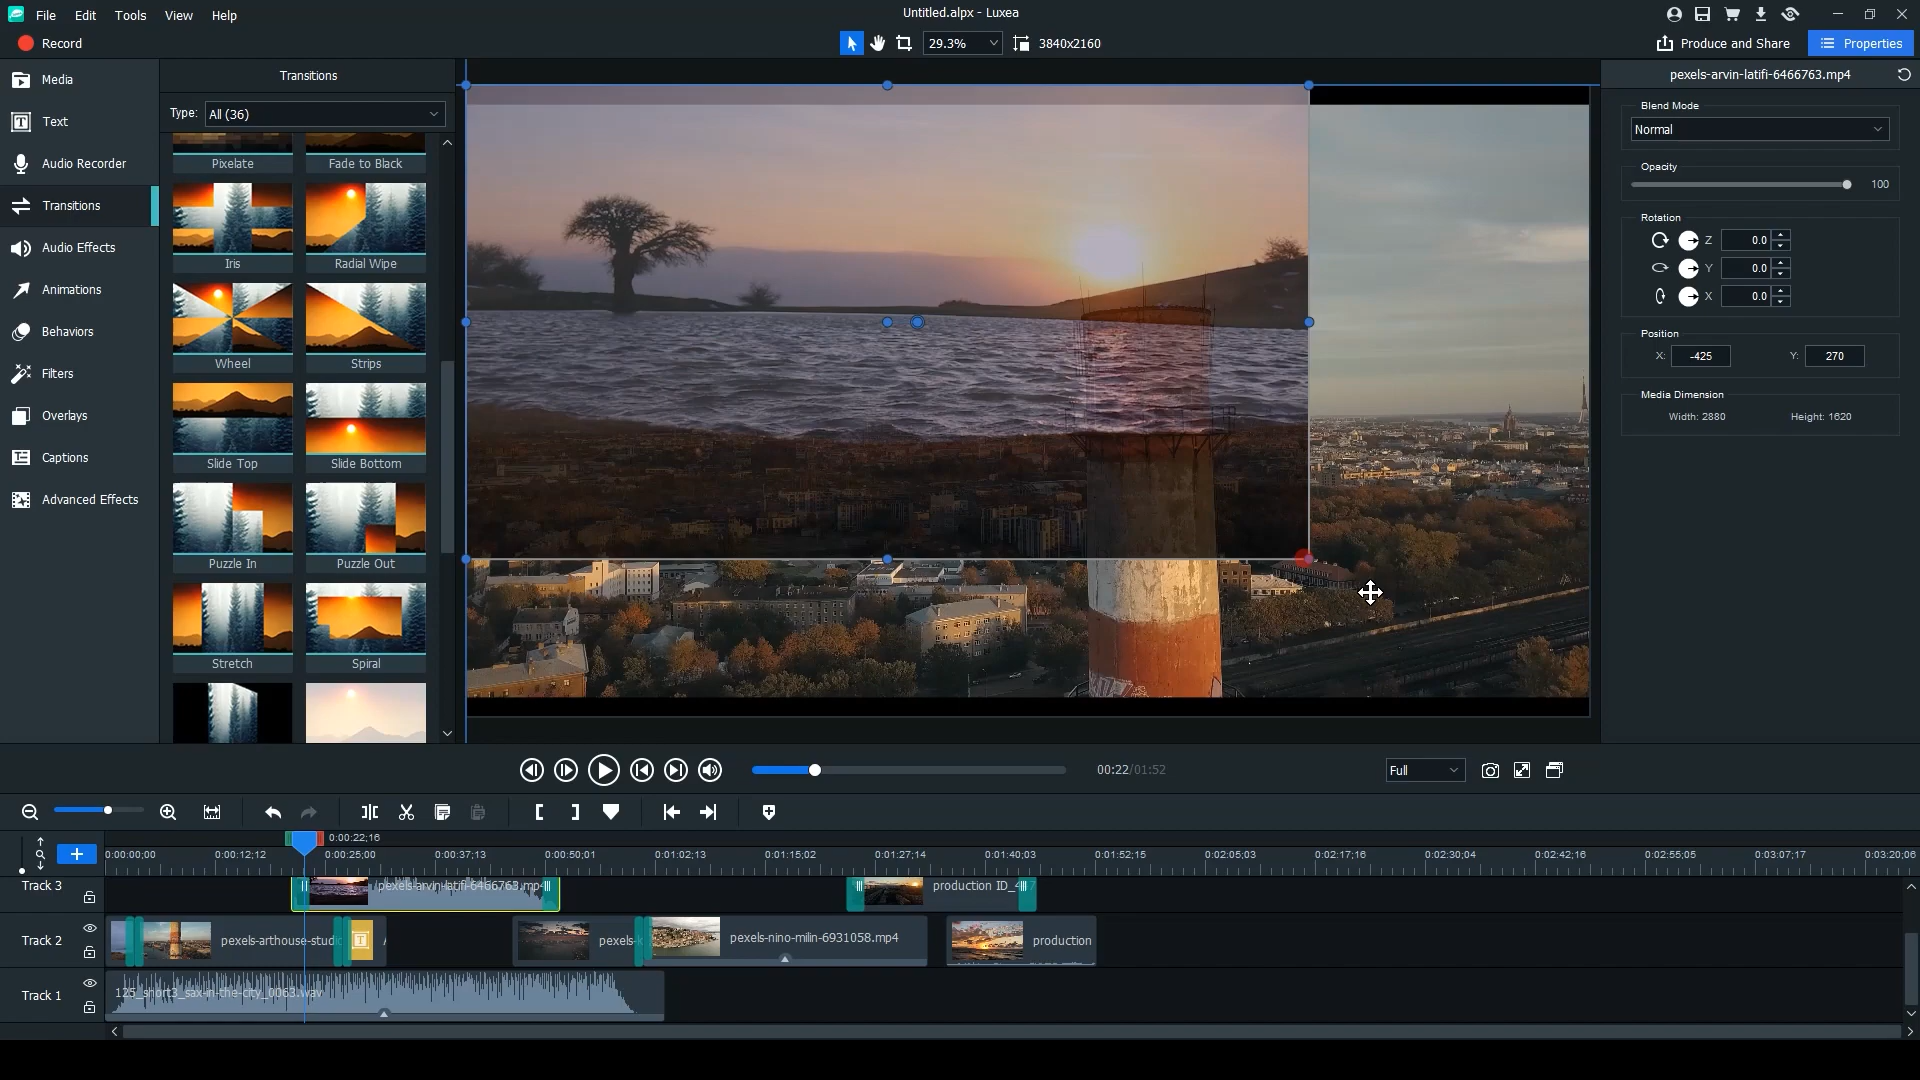 File Edit Tools View Help
Untitled.alpx - Luxea
Record
29.3%
3840x2160
Produce and Share
Properties
Media
Text
Audio Recorder
Transitions
Audio Effects
Animations
Behaviors
Filters
Overlays
Captions
Advanced Effects
Transitions
Type: All (36)
Pixelate Fade to Black
Iris Radial Wipe
Wheel Strips
Slide Top Slide Bottom
Puzzle In Puzzle Out
Stretch Spiral
pexels-arvin-latifi-6466763.mp4
Blend Mode
Normal
Opacity
100
Rotation
Z 0.0
Y 0.0
X 0.0
Position
X: -425 Y: 270
Media Dimension
Width: 2880 Height: 1620
00:22/01:52
Full
0:00:22;16
0:00:00;00 0:00:12;12 0:00:25;00 0:00:37;13 0:00:50;01 0:01:02;13 0:01:15;02 0:01:27;14 0:01:40;03 0:01:52;15 0:02:05;03 0:02:17;16 0:02:30;04 0:02:42;16 0:02:55;05 0:03:07;17 0:03:20;06
Track 3 pexels-arvin-latifi-6466763.mp4 production ID_4
Track 2 pexels-arthouse-studi pexels- pexels-nino-milin-6931058.mp4 production
Track 1 125_short3_sax-in-the-city_0063.wav